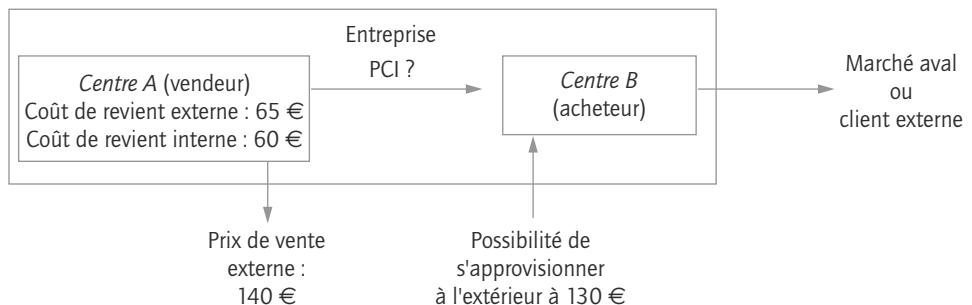 Entreprise
PCI ?
Centre A (vendeur)
Coût de revient externe : 65 €
Coût de revient interne : 60 €
Centre B
(acheteur)
Marché aval
ou
client externe
Prix de vente
externe :
140 €
Possibilité de
s'approvisionner
à l'extérieur à 130 €